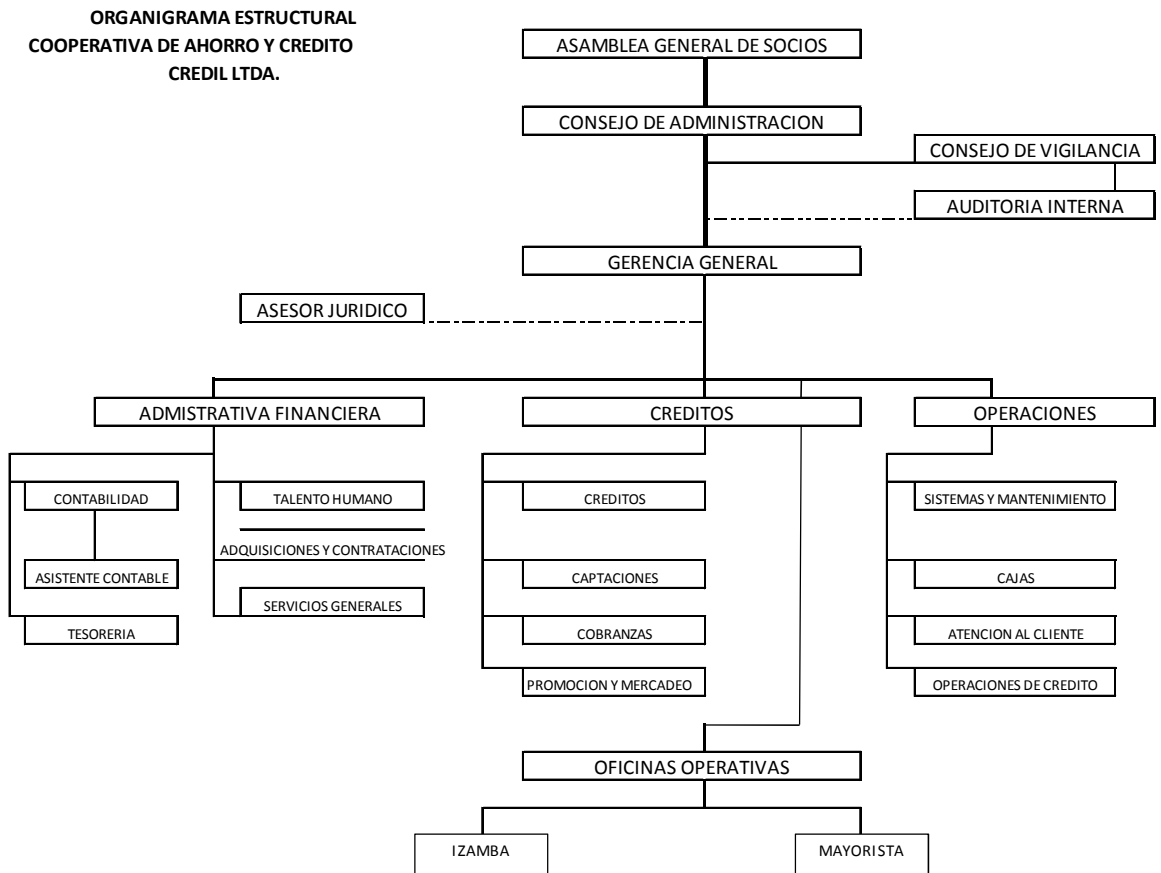 ORGANIGRAMA ESTRUCTURAL
COOPERATIVA DE AHORRO Y CREDITO
CREDIL LTDA.
ASAMBLEA GENERAL DE SOCIOS
CONSEJO DE ADMINISTRACION
CONSEJO DE VIGILANCIA
AUDITORIA INTERNA
GERENCIA GENERAL
ASESOR JURIDICO
ADMISTRATIVA FINANCIERA
CREDITOS
OPERACIONES
CONTABILIDAD
TALENTO HUMANO
CREDITOS
SISTEMAS Y MANTENIMIENTO
ADQUISICIONES Y CONTRATACIONES
ASISTENTE CONTABLE
CAPTACIONES
CAJAS
SERVICIOS GENERALES
TESORERIA
COBRANZAS
ATENCION AL CLIENTE
PROMOCION Y MERCADEO
OPERACIONES DE CREDITO
OFICINAS OPERATIVAS
IZAMBA
MAYORISTA